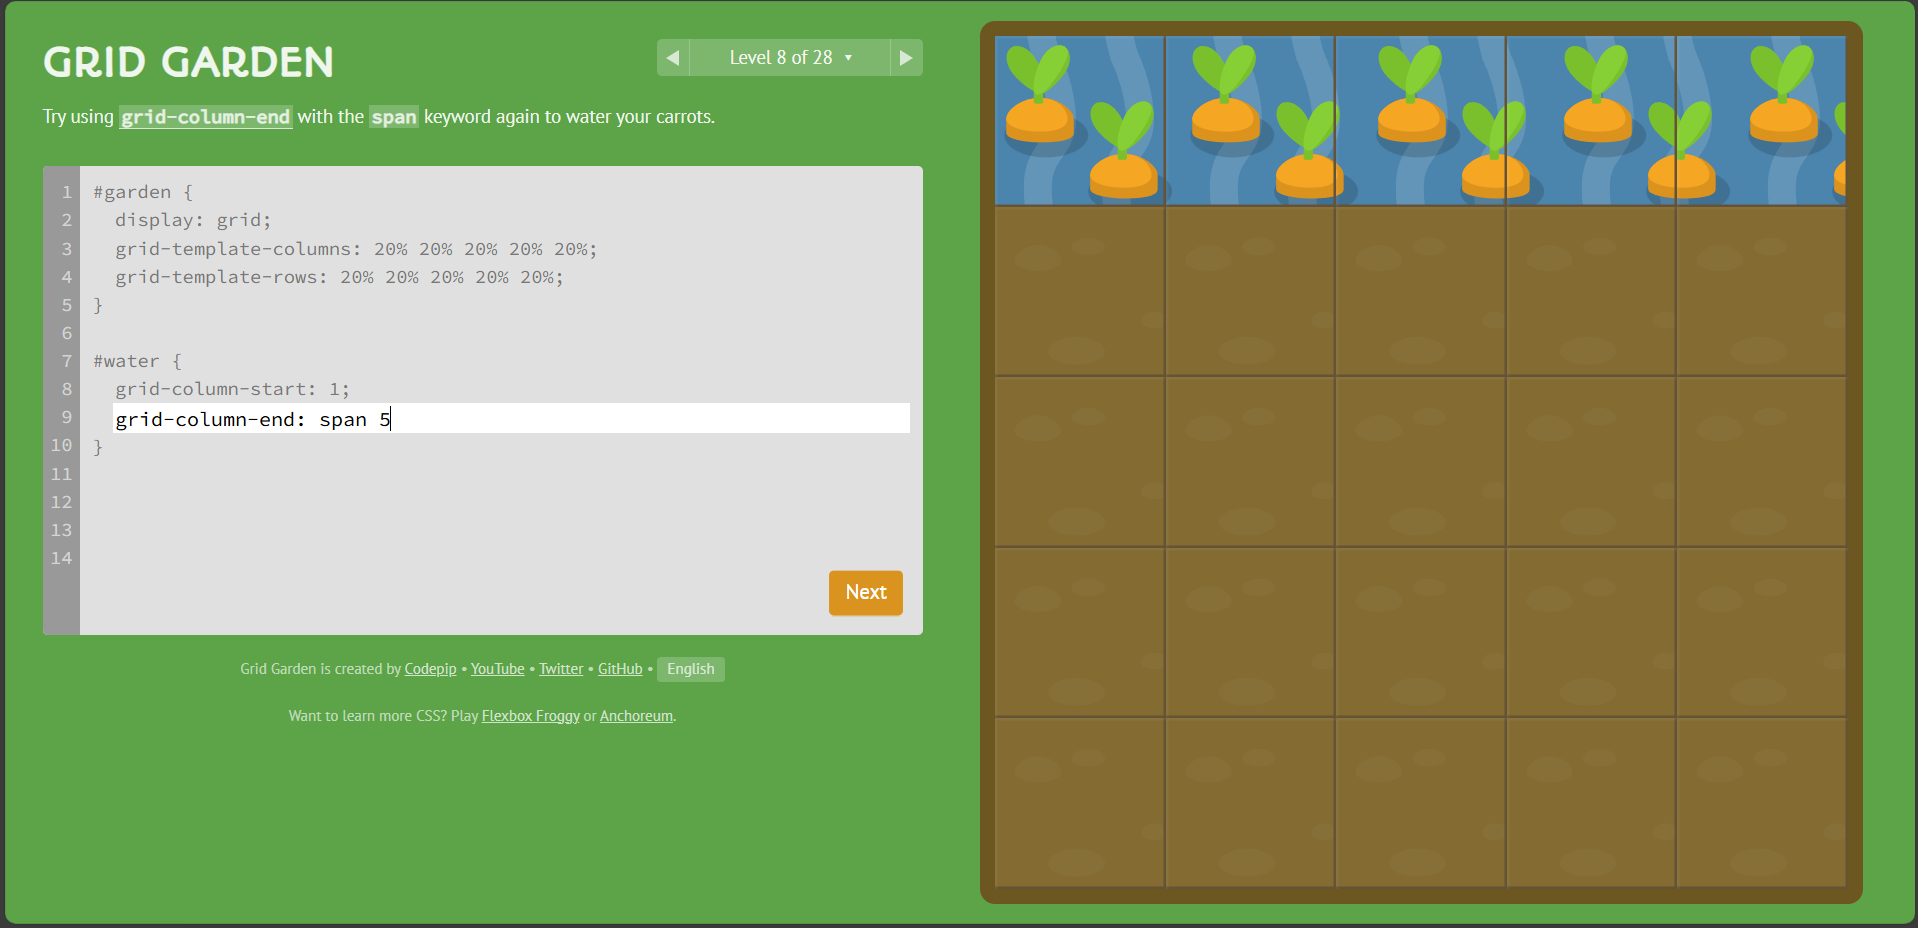 GRID GARDEN
◀ Level 8 of 28 ▾ ▶
Try using grid-column-end with the span keyword again to water your carrots.
1 #garden {
2 display: grid;
3 grid-template-columns: 20% 20% 20% 20% 20%;
4 grid-template-rows: 20% 20% 20% 20% 20%;
5 }
6
7 #water {
8 grid-column-start: 1;
9 grid-column-end: span 5
10 }
11
12
13
14
Next
Grid Garden is created by Codepip • YouTube • Twitter • GitHub • English
Want to learn more CSS? Play Flexbox Froggy or Anchoreum.